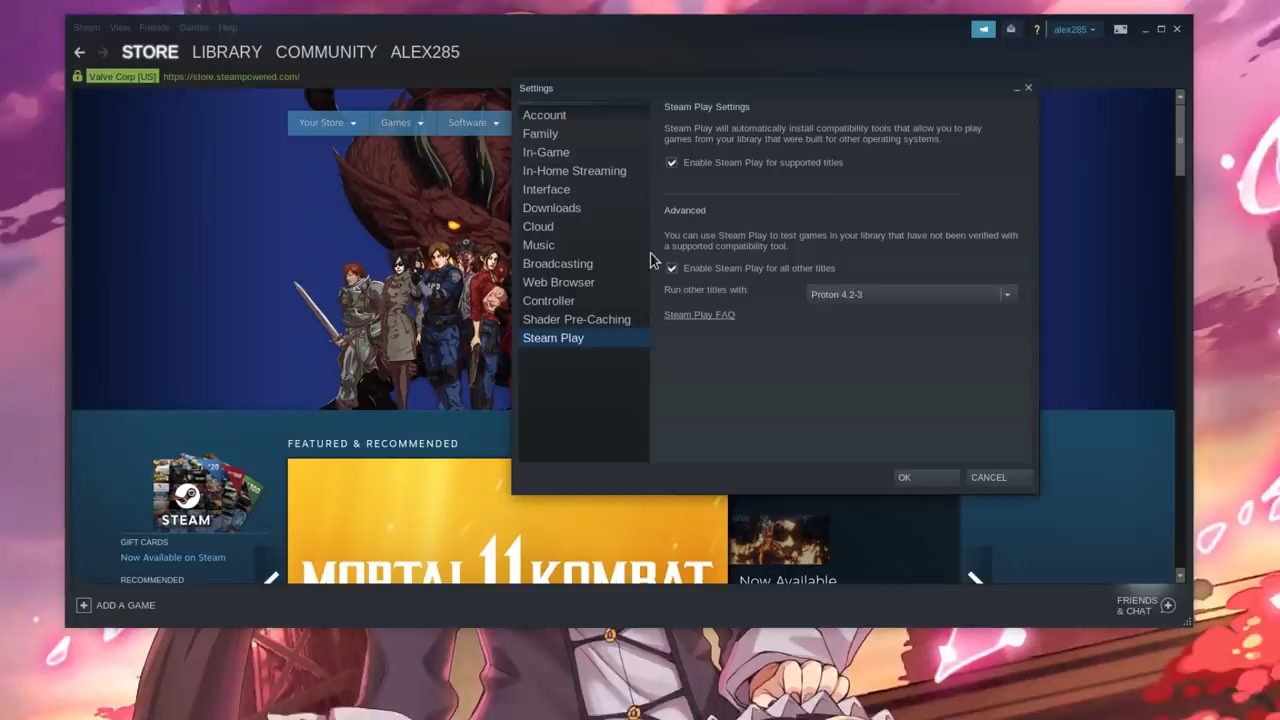 Steam View Friends Games Help
? alex285
STORE LIBRARY COMMUNITY ALEX285
Valve Corp [US] https://store.steampowered.com/
Your Store Games Software
Settings
Account
Family
In-Game
In-Home Streaming
Interface
Downloads
Cloud
Music
Broadcasting
Web Browser
Controller
Shader Pre-Caching
Steam Play
Steam Play Settings
Steam Play will automatically install compatibility tools that allow you to play
games from your library that were built for other operating systems.
Enable Steam Play for supported titles
Advanced
You can use Steam Play to test games in your library that have not been verified with
a supported compatibility tool.
Enable Steam Play for all other titles
Run other titles with: Proton 4.2-3
Steam Play FAQ
OK CANCEL
FEATURED & RECOMMENDED
STEAM
GIFT CARDS
Now Available on Steam
RECOMMENDED
MORTAL 11 KOMBAT
Now Available
ADD A GAME
FRIENDS
& CHAT